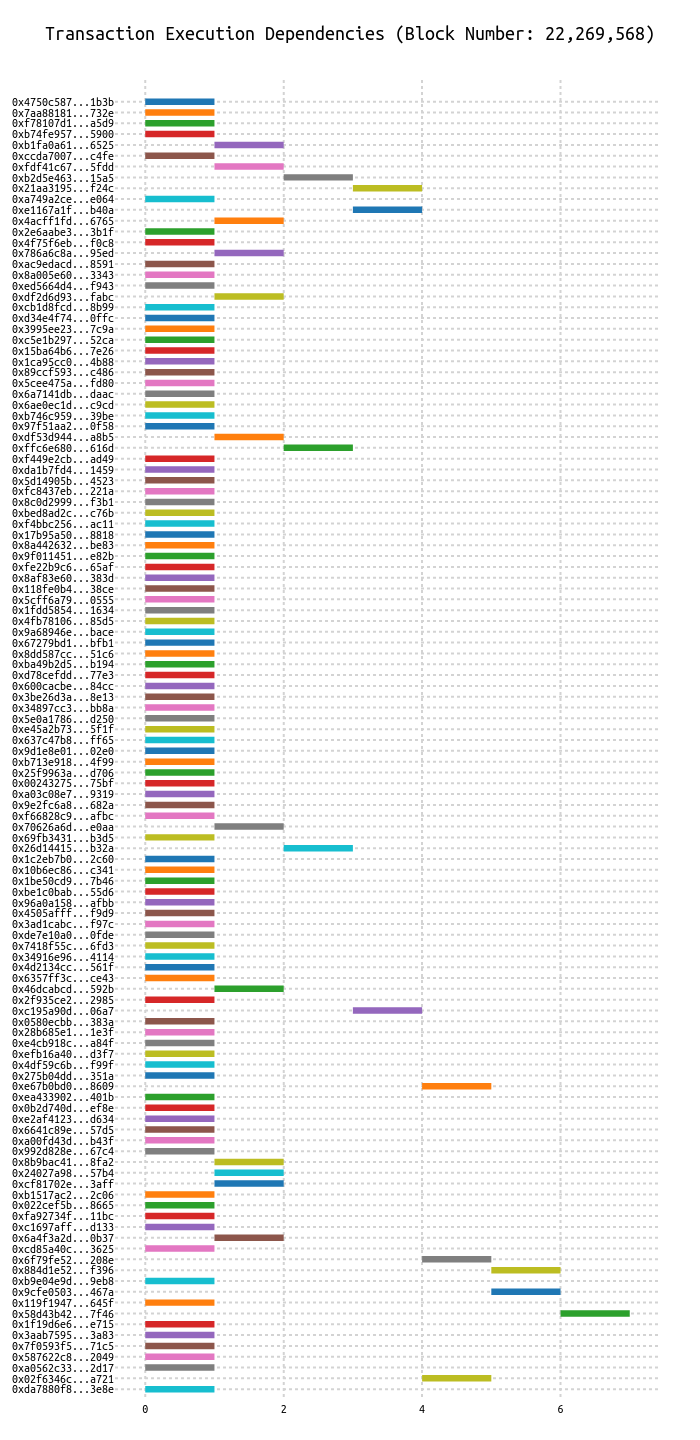 Transaction Execution Dependencies (Block Number: 22,269,568)
0x4750c587...1b3b
0x7aa88181...732e
0xf78107d1...a5d9
0xb74fe957...5900
0xb1fa0a61...6525
0xccda7007...c4fe
0xfdf41c67...5fdd
0xb2d5e463...15a5
0x21aa3195...f24c
0xa749a2ce...e064
0xe1167a1f...b40a
0x4acff1fd...6765
0x2e6aabe3...3b1f
0x4f75f6eb...f0c8
0x786a6c8a...95ed
0xac9edacd...8591
0x8a005e60...3343
0xed5664d4...f943
0xdf2d6d93...fabc
0xcb1d8fcd...8b99
0xd34e4f74...0ffc
0x3995ee23...7c9a
0xc5e1b297...52ca
0x15ba64b6...7e26
0x1ca95cc0...4b88
0x89ccf593...c486
0x5cee475a...fd80
0x6a7141db...daac
0x6ae0ec1d...c9cd
0xb746c959...39be
0x97f51aa2...0f58
0xdf53d944...a8b5
0xffc6e680...616d
0xf449e2cb...ad49
0xda1b7fd4...1459
0x5d14905b...4523
0xfc8437eb...221a
0x8c0d2999...f3b1
0xbed8ad2c...c76b
0xf4bbc256...ac11
0x17b95a50...8818
0x8a442632...be83
0x9f011451...e82b
0xfe22b9c6...65af
0x8af83e60...383d
0x118fe0b4...38ce
0x5cff6a79...0555
0x1fdd5854...1634
0x4fb78106...85d5
0x9a68946e...bace
0x67279bd1...bfb1
0x8dd587cc...51c6
0xba49b2d5...b194
0xd78cefdd...77e3
0x600cacbe...84cc
0x3be26d3a...8e13
0x34897cc3...bb8a
0x5e0a1786...d250
0xe45a2b73...5f1f
0x637c47b8...ff65
0x9d1e8e01...02e0
0xb713e918...4f99
0x25f9963a...d706
0x00243275...75bf
0xa03c08e7...9319
0x9e2fc6a8...682a
0xf66828c9...afbc
0x70626a6d...e0aa
0x69fb3431...b3d5
0x26d14415...b32a
0x1c2eb7b0...2c60
0x10b6ec86...c341
0x1be50cd9...7b46
0xbe1c0bab...55d6
0x96a0a158...afbb
0x4505afff...f9d9
0x3ad1cabc...f97c
0xde7e10a0...0fde
0x7418f55c...6fd3
0x34916e96...4114
0x4d2134cc...561f
0x6357ff3c...ce43
0x46dcabcd...592b
0x2f935ce2...2985
0xc195a90d...06a7
0x0580ecbb...383a
0x28b685e1...1e3f
0xe4cb918c...a84f
0xefb16a40...d3f7
0x4df59c6b...f99f
0x275b04dd...351a
0xe67b0bd0...8609
0xea433902...401b
0x0b2d740d...ef8e
0xe2af4123...d634
0x6641c89e...57d5
0xa00fd43d...b43f
0x992d828e...67c4
0x8b9bac41...8fa2
0x24027a98...57b4
0xcf81702e...3aff
0xb1517ac2...2c06
0x022cef5b...8665
0xfa92734f...11bc
0xc1697aff...d133
0x6a4f3a2d...0b37
0xcd85a40c...3625
0x6f79fe52...208e
0x884d1e52...f396
0xb9e04e9d...9eb8
0x9cfe0503...467a
0x119f1947...645f
0x58d43b42...7f46
0x1f19d6e6...e715
0x3aab7595...3a83
0x7f0593f5...71c5
0x587622c8...2049
0xa0562c33...2d17
0x02f6346c...a721
0xda7880f8...3e8e
0 2 4 6